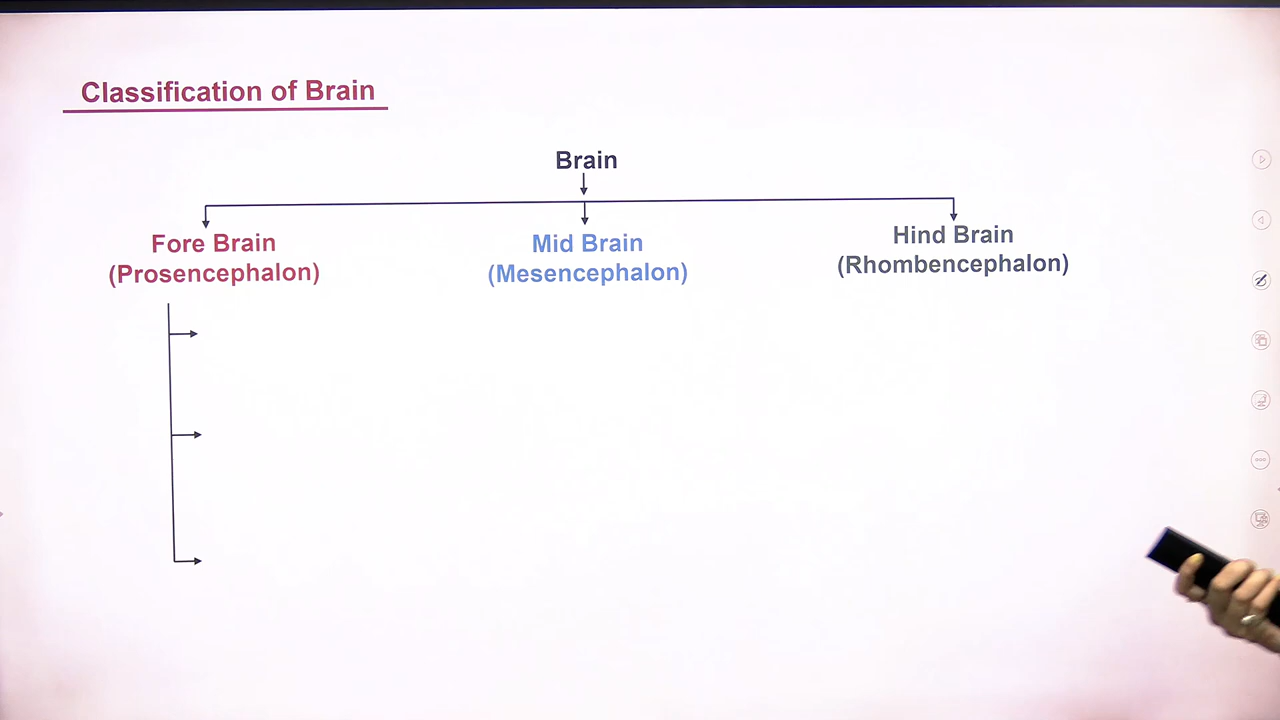 Classification of Brain
Brain
Fore Brain
(Prosencephalon)
Mid Brain
(Mesencephalon)
Hind Brain
(Rhombencephalon)